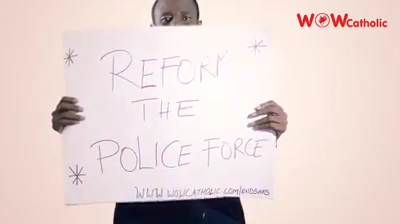 WOWCatholic
REFORM
THE
POLICE FORCE
WWW.WOWCATHOLIC.COM/ENDSARS